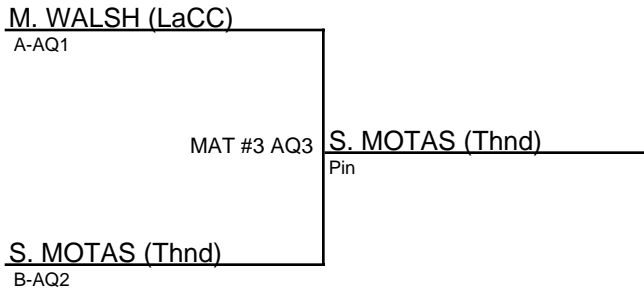 M. WALSH (LaCC)
A-AQ1
MAT #3 AQ3
S. MOTAS (Thnd)
Pin
S. MOTAS (Thnd)
B-AQ2